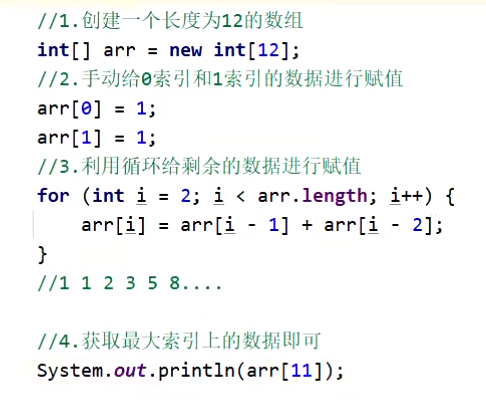 //1.创建一个长度为12的数组
int[] arr = new int[12];
//2.手动给0索引和1索引的数据进行赋值
arr[0] = 1;
arr[1] = 1;
//3.利用循环给剩余的数据进行赋值
for (int i = 2; i < arr.length; i++) {
    arr[i] = arr[i - 1] + arr[i - 2];
}
//1 1 2 3 5 8....
//4.获取最大索引上的数据即可
System.out.println(arr[11]);